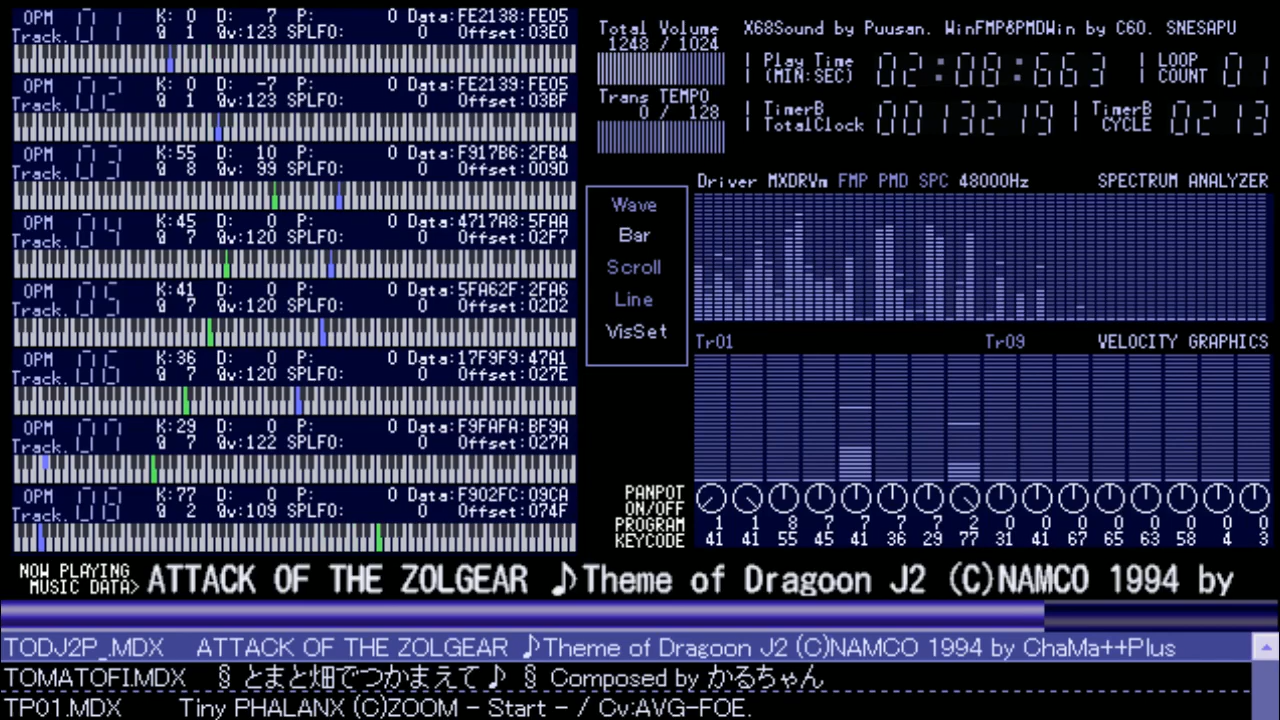 OPM K: 0 D: 7 P: 0 Data:FE2138:FE05
Track. 01 @ 1 @v:123 SPLFO: 0 Offset:03E0
OPM K: 0 D: -7 P: 0 Data:FE2139:FE05
Track. 02 @ 1 @v:123 SPLFO: 0 Offset:03BF
OPM K:55 D: 10 P: 0 Data:F917B6:2FB4
Track. 03 @ 8 @v: 99 SPLFO: 0 Offset:009D
OPM K:45 D: 0 P: 0 Data:4717A8:5FAA
Track. 04 @ 7 @v:120 SPLFO: 0 Offset:02F7
OPM K:41 D: 0 P: 0 Data:5FA62F:2FA6
Track. 05 @ 7 @v:120 SPLFO: 0 Offset:02D2
OPM K:36 D: 0 P: 0 Data:17F9F9:47A1
Track. 06 @ 7 @v:120 SPLFO: 0 Offset:027E
OPM K:29 D: 0 P: 0 Data:F9FAFA:BF9A
Track. 07 @ 7 @v:122 SPLFO: 0 Offset:027A
OPM K:77 D: 0 P: 0 Data:F902FC:09CA
Track. 08 @ 2 @v:109 SPLFO: 0 Offset:074F
Total Volume
1248 / 1024
Trans TEMPO
0 / 128
X68Sound by Puusan. WinFMP&PMDWin by C60. SNESAPU
Play Time (MIN:SEC) 02:08:663 LOOP COUNT 01
TimerB TotalClock 00013219 TimerB CYCLE 0213
Wave
Bar
Scroll
Line
VisSet
Driver MXDRVm FMP PMD SPC 48000Hz SPECTRUM ANALYZER
Tr01 Tr09 VELOCITY GRAPHICS
PANPOT
ON/OFF
PROGRAM 1 1 8 7 7 7 7 2 0 0 0 0 0 0 0 0
KEYCODE 41 41 55 45 41 36 29 77 31 41 67 65 63 58 4 3
NOW PLAYING
MUSIC DATA> ATTACK OF THE ZOLGEAR ♪Theme of Dragoon J2 (C)NAMCO 1994 by
TODJ2P_.MDX ATTACK OF THE ZOLGEAR ♪Theme of Dragoon J2 (C)NAMCO 1994 by ChaMa++Plus
TOMATOFI.MDX § とまと畑でつかまえて♪ § Composed by かるちゃん
TP01.MDX Tiny PHALANX (C)ZOOM - Start - / Cv:AVG-FOE.